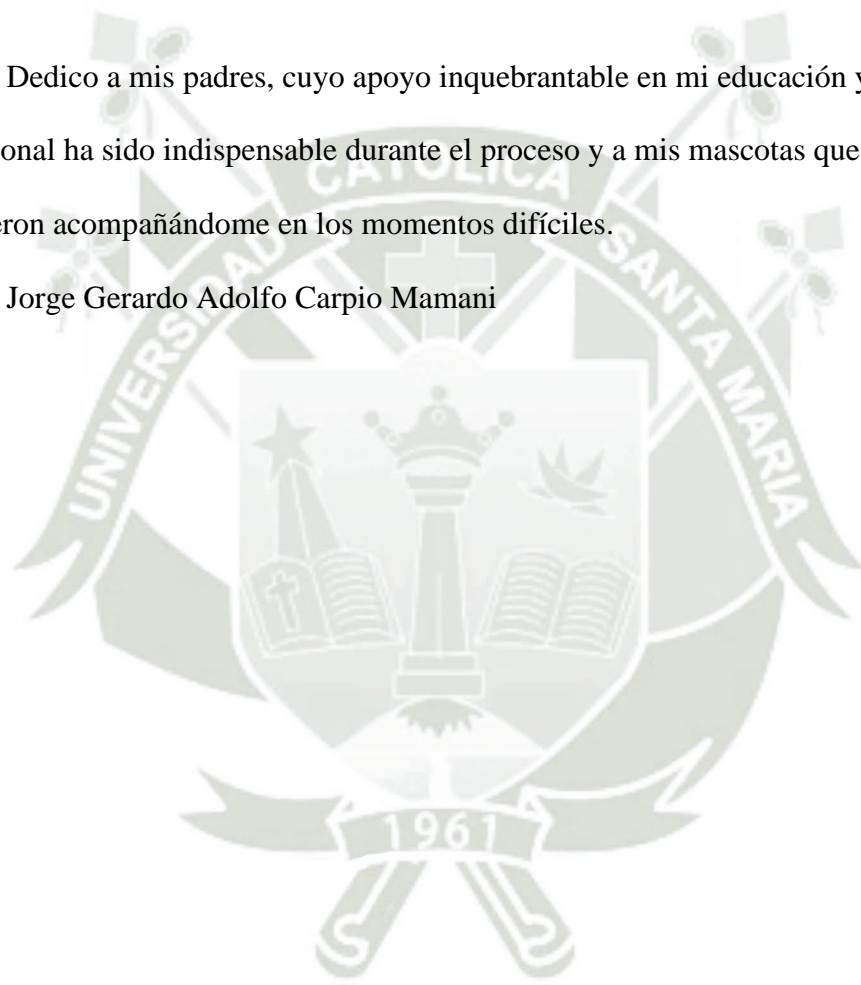 Dedico a mis padres, cuyo apoyo inquebrantable en mi educación y
onal ha sido indispensable durante el proceso y a mis mascotas que
eron acompañándome en los momentos difíciles.
Jorge Gerardo Adolfo Carpio Mamani
UNIVERSIDAD CATOLICA SANTA MARIA
1961